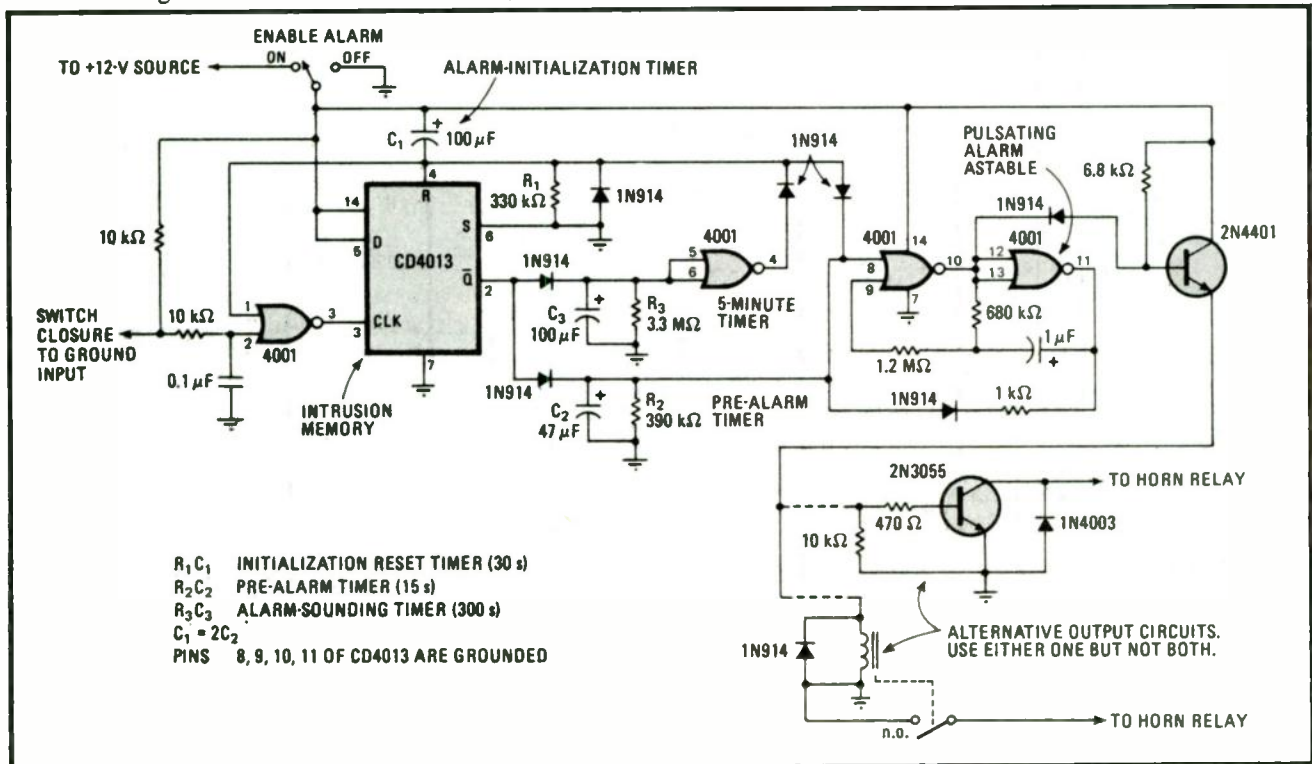 ENABLE ALARM
ON
OFF
TO +12-V SOURCE
ALARM-INITIALIZATION TIMER
C1
+
100 µF
1N914
PULSATING
ALARM
ASTABLE
6.8 kΩ
4
R
14
D
5
S
6
CD4013
Q
2
CLK
3
7
R1
330 kΩ
1N914
10 kΩ
10 kΩ
SWITCH
CLOSURE
TO GROUND
INPUT
1
2
3
4001
0.1 µF
INTRUSION
MEMORY
1N914
C3
+
100 µF
R3
3.3 MΩ
4001
5
6
4
5-MINUTE
TIMER
1N914
C2
+
47 µF
R2
390 kΩ
PRE-ALARM
TIMER
4001
14
8
9
10
7
1N914
4001
12
13
11
2N4401
680 kΩ
1.2 MΩ
1 µF
+
1N914
1 kΩ
2N3055
TO HORN RELAY
470 Ω
10 kΩ
1N4003
R1C1 INITIALIZATION RESET TIMER (30 s)
R2C2 PRE-ALARM TIMER (15 s)
R3C3 ALARM-SOUNDING TIMER (300 s)
C1 = 2C2
PINS 8, 9, 10, 11 OF CD4013 ARE GROUNDED
1N914
ALTERNATIVE OUTPUT CIRCUITS.
USE EITHER ONE BUT NOT BOTH.
n.o.
TO HORN RELAY